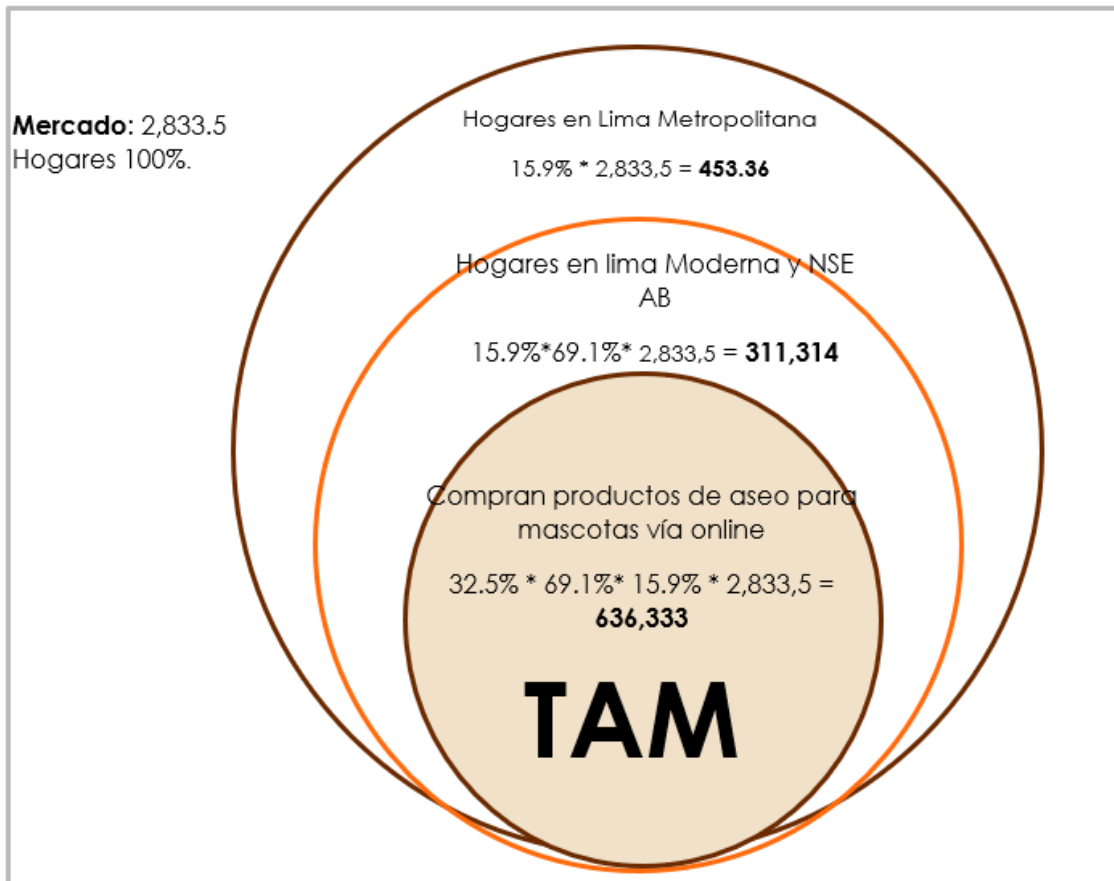 Mercado: 2,833.5
Hogares 100%.
Hogares en Lima Metropolitana
15.9% * 2,833,5 = 453.36
Hogares en lima Moderna y NSE
AB
15.9%*69.1%* 2,833,5 = 311,314
Compran productos de aseo para
mascotas vía online
32.5% * 69.1%* 15.9% * 2,833,5 =
636,333
TAM